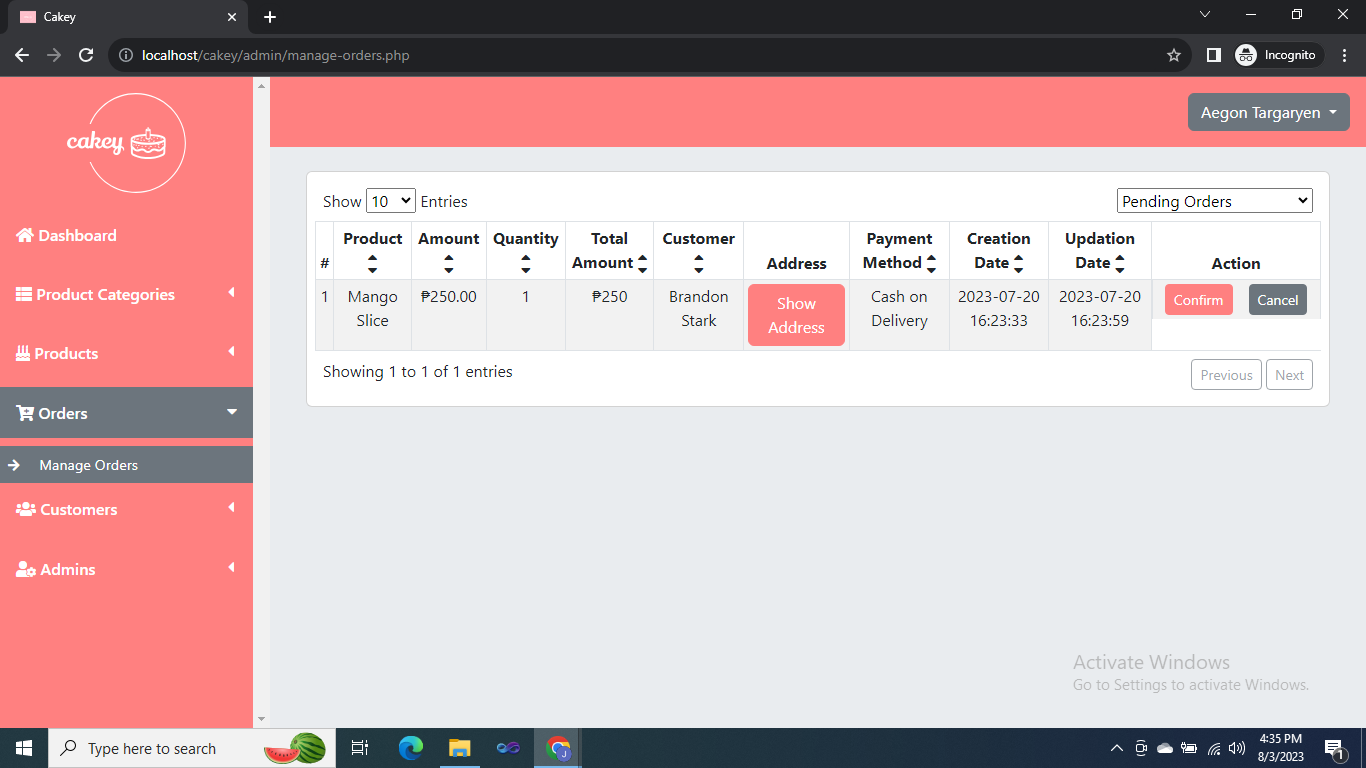 Cakey
localhost/cakey/admin/manage-orders.php
Incognito
cakey
Aegon Targaryen
Dashboard
Product Categories
Products
Orders
Manage Orders
Customers
Admins
Show 10 Entries
Pending Orders
# Product Amount Quantity Total Amount Customer Address Payment Method Creation Date Updation Date Action
1 Mango Slice ₱250.00 1 ₱250 Brandon Stark Show Address Cash on Delivery 2023-07-20 16:23:33 2023-07-20 16:23:59 Confirm Cancel
Showing 1 to 1 of 1 entries
Previous Next
Activate Windows
Go to Settings to activate Windows.
Type here to search
J
4:35 PM
8/3/2023
1